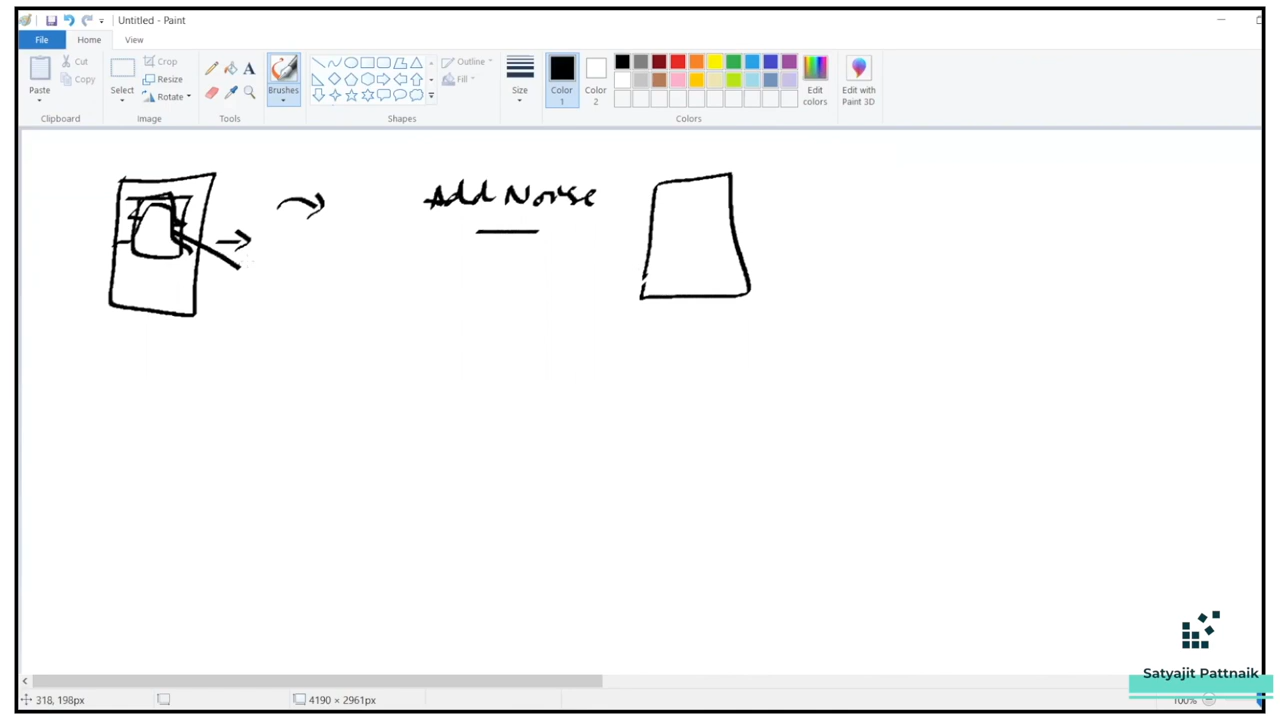 Untitled - Paint
File
Home
View
Paste
Cut
Copy
Clipboard
Select
Crop
Resize
Rotate
Image
A
Tools
Brushes
Shapes
Outline
Fill
Size
Color 1
Color 2
Colors
Edit colors
Edit with Paint 3D
Add Noise
Satyajit Pattnaik
318, 198px
4190 × 2961px
100%